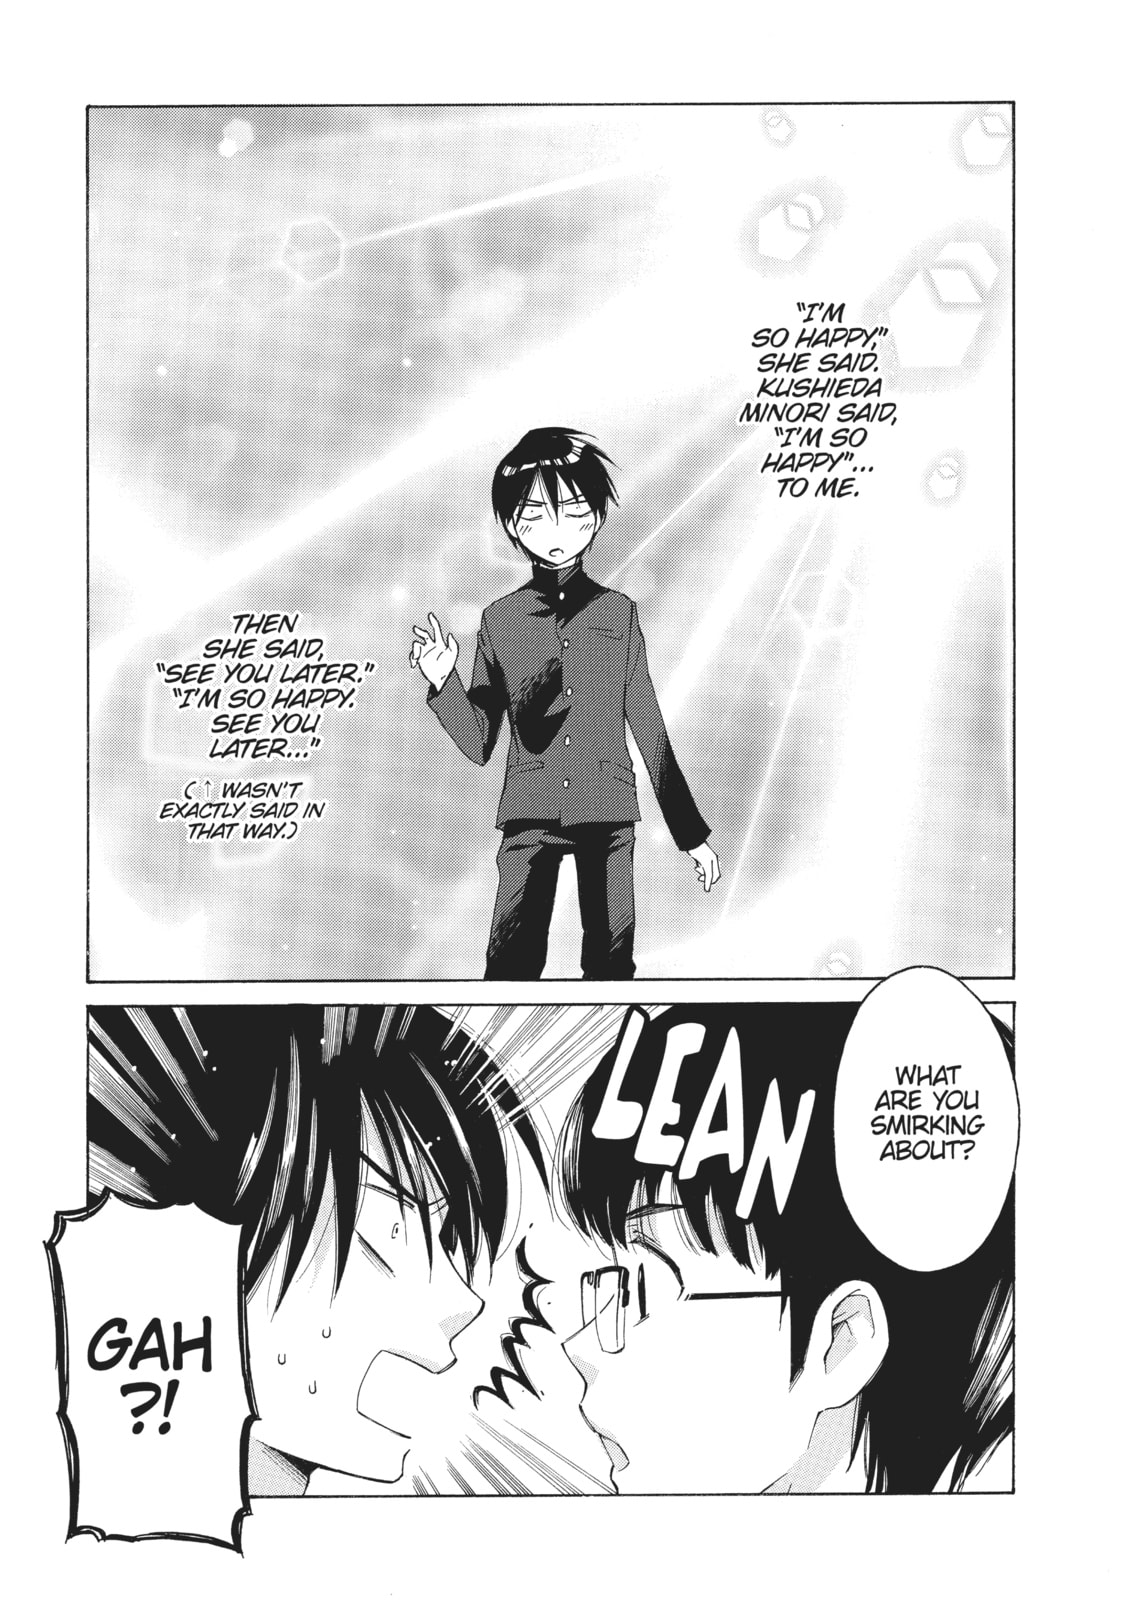 "I'M
SO HAPPY,"
SHE SAID.
KUSHIEDA
MINORI SAID,
"I'M SO
HAPPY"...
TO ME.
THEN
SHE SAID,
"SEE YOU LATER."
"I'M SO HAPPY.
SEE YOU
LATER..."
(↑ WASN'T
EXACTLY SAID IN
THAT WAY.)
WHAT
ARE YOU
SMIRKING
ABOUT?
LEAN
GAH
?!